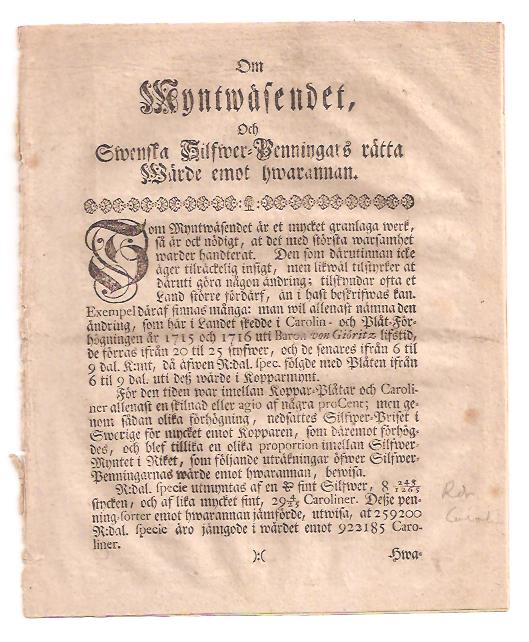 Om
Myntwäsendet,
Och
Swenska Silfwer-Penningars rätta
Wärde emot hwarannan.
Som Myntwäsendet är et mycket granlaga werk,
så är ock nödigt, at det med största warsamhet
warder handterat. Den som därutinnan icke
äger tilräckelig insigt, men likwäl tilstyrker at
däruti göra någon ändring; tilskyndar ofta et
Land större fördärf, än i hast beskrifwas kan.
Exempel däraf finnas många: man wil allenast nämna den
ändring, som här i Landet skedde i Carolin- och Plåt-För-
högningen år 1715 och 1716 uti Baron von Giöritz lifstid,
de förras ifrån 20 til 25 styfwer, och de senares ifrån 6 til
9 dal. K:mt, då äfwen R:dal. spec. följde med Plåten ifrån
6 til 9 dal. uti deß wärde i Kopparmynt.
För den tiden war imellan Koppar-Plåtar och Caroli-
ner allenast en skilnad eller agio af några proCent; men ge-
nom sådan olika förhögning, nedsattes Silfwer-Priset i
Swerige för mycket emot Kopparen, som däremot förhög-
des, och blef tillika en olika proportion imellan Silfwer-
Myntet i Riket, som följande uträkningar öfwer Silfwer-
Penningarnas wärde emot hwarannan, bewisa.
R:dal. specie utmyntas af en ℔ fint Silfwer, 8 248/1265
stycken, och af lika mycket fint, 29 Caroliner. Deße pen-
ning-sorter emot hwarannan jämförde, utwisa, at 259200
R:dal. specie äro jämgode i wärdet emot 922185 Caro-
liner.
):( Hwa-